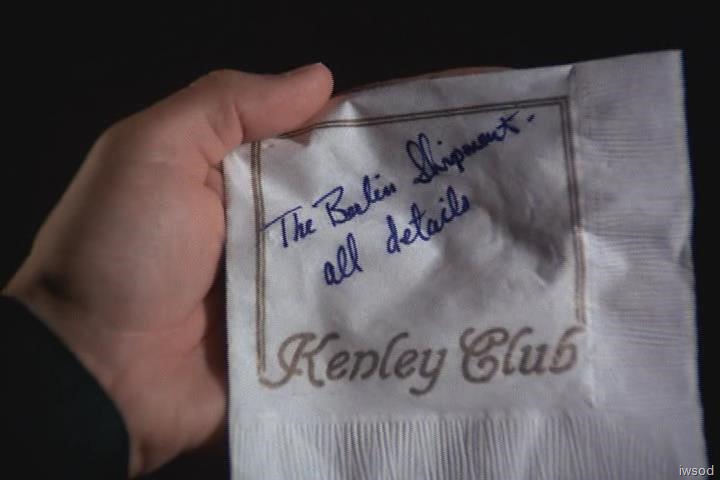 The Berlin Shipment -
all details
Kenley Club
iwsod